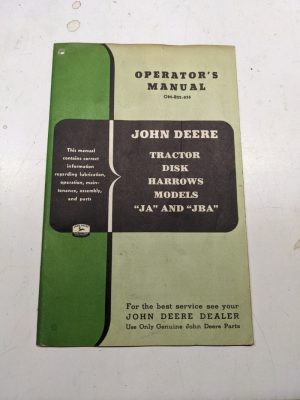 OPERATOR'S
MANUAL
JOHN DEERE
TRACTOR
DISK
HARROWS
MODELS
"JA" AND "JBA"
This manual
contains correct
information
regarding lubrication,
operation, main-
tenance, assembly,
and parts
For the best service see your
JOHN DEERE DEALER
Use Only Genuine John Deere Parts